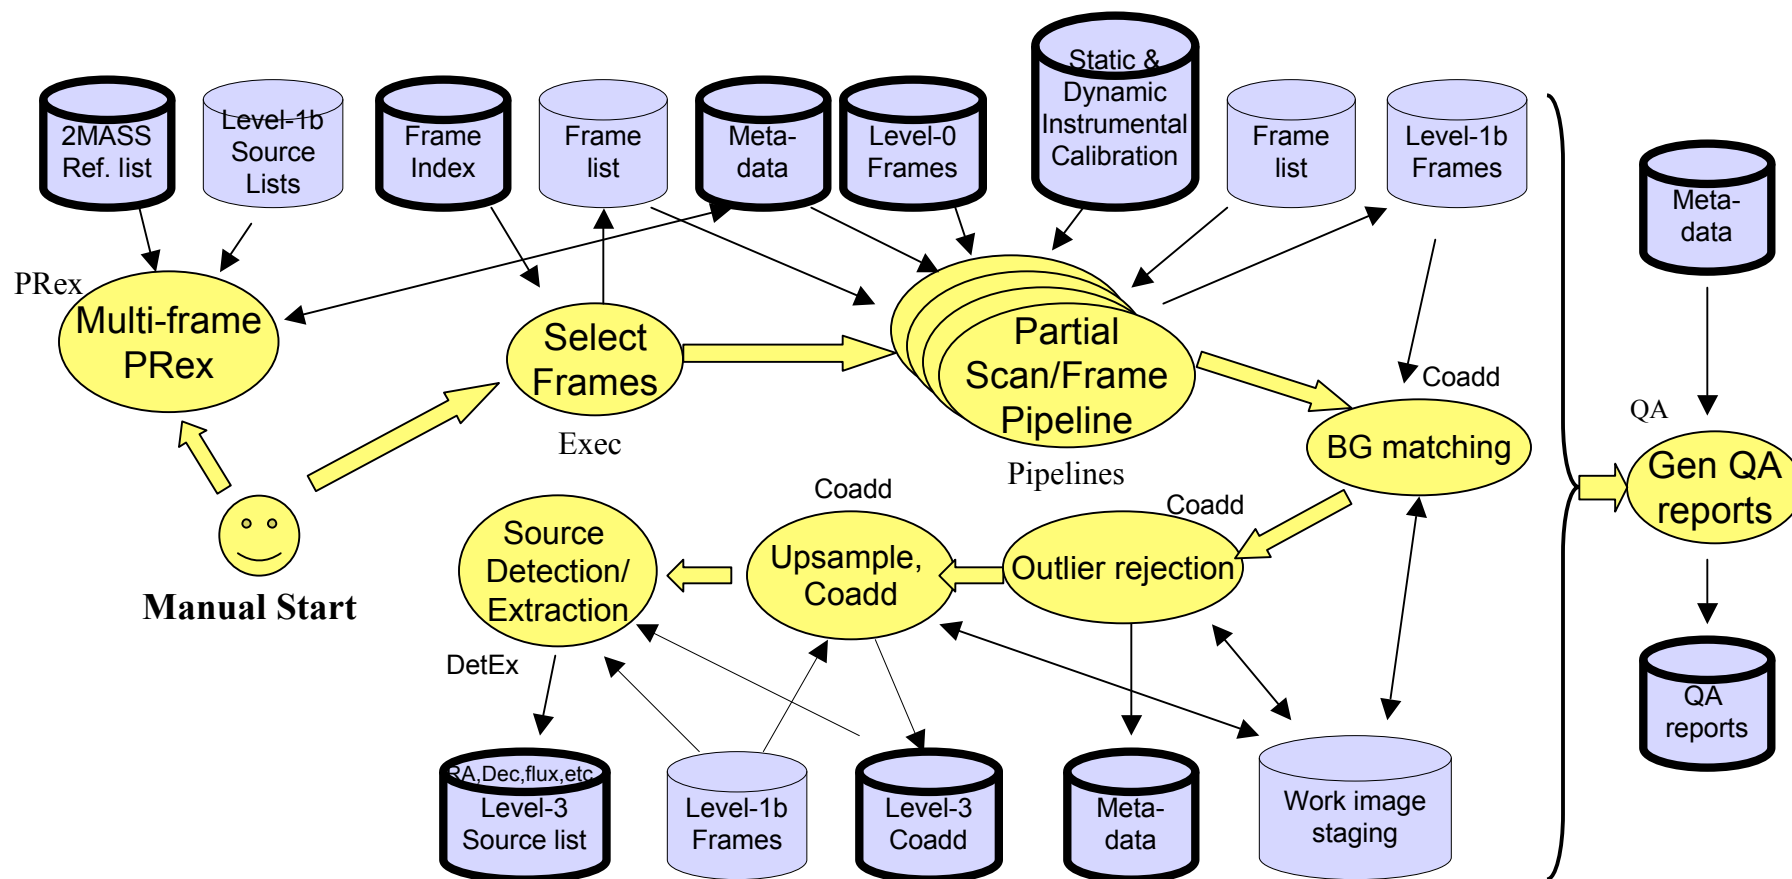 2MASS
Ref. list
Level-1b
Source
Lists
Frame
Index
Frame
list
Meta-
data
Level-0
Frames
Static &
Dynamic
Instrumental
Calibration
Frame
list
Level-1b
Frames
Meta-
data
PRex
Multi-frame
PRex
Select
Frames
Exec
Partial
Scan/Frame
Pipeline
Pipelines
Coadd
BG matching
QA
Gen QA
reports
Manual Start
Source
Detection/
Extraction
DetEx
Coadd
Upsample,
Coadd
Coadd
Outlier rejection
RA,Dec,flux,etc
Level-3
Source list
Level-1b
Frames
Level-3
Coadd
Meta-
data
Work image
staging
QA
reports